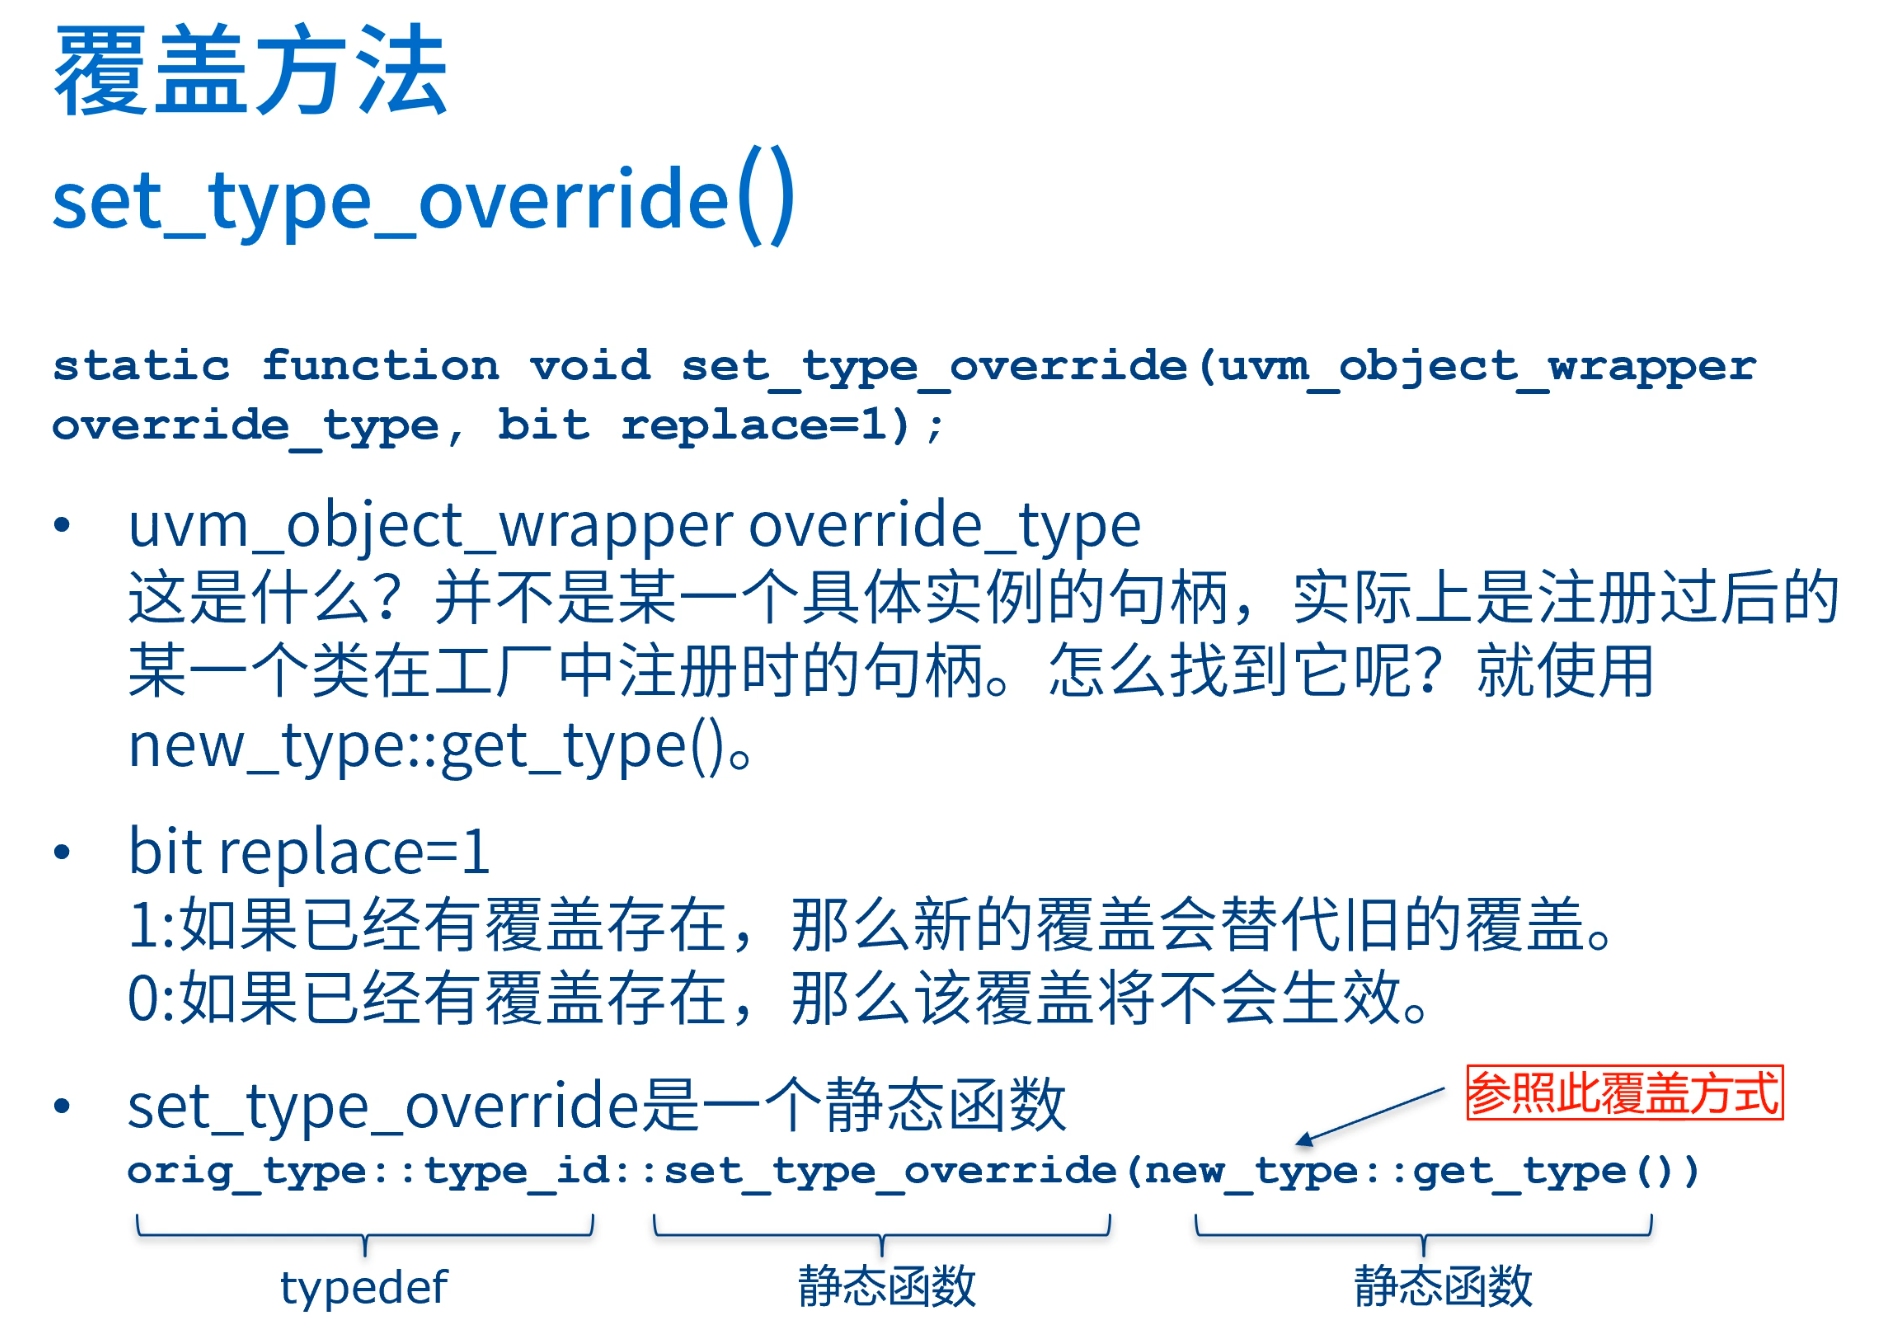 覆盖方法
set_type_override()
static function void set_type_override(uvm_object_wrapper
override_type, bit replace=1);
• uvm_object_wrapper override_type
这是什么？并不是某一个具体实例的句柄，实际上是注册过后的
某一个类在工厂中注册时的句柄。怎么找到它呢？就使用
new_type::get_type()。
• bit replace=1
1:如果已经有覆盖存在，那么新的覆盖会替代旧的覆盖。
0:如果已经有覆盖存在，那么该覆盖将不会生效。
• set_type_override是一个静态函数
参照此覆盖方式
orig_type::type_id::set_type_override(new_type::get_type())
typedef 静态函数 静态函数